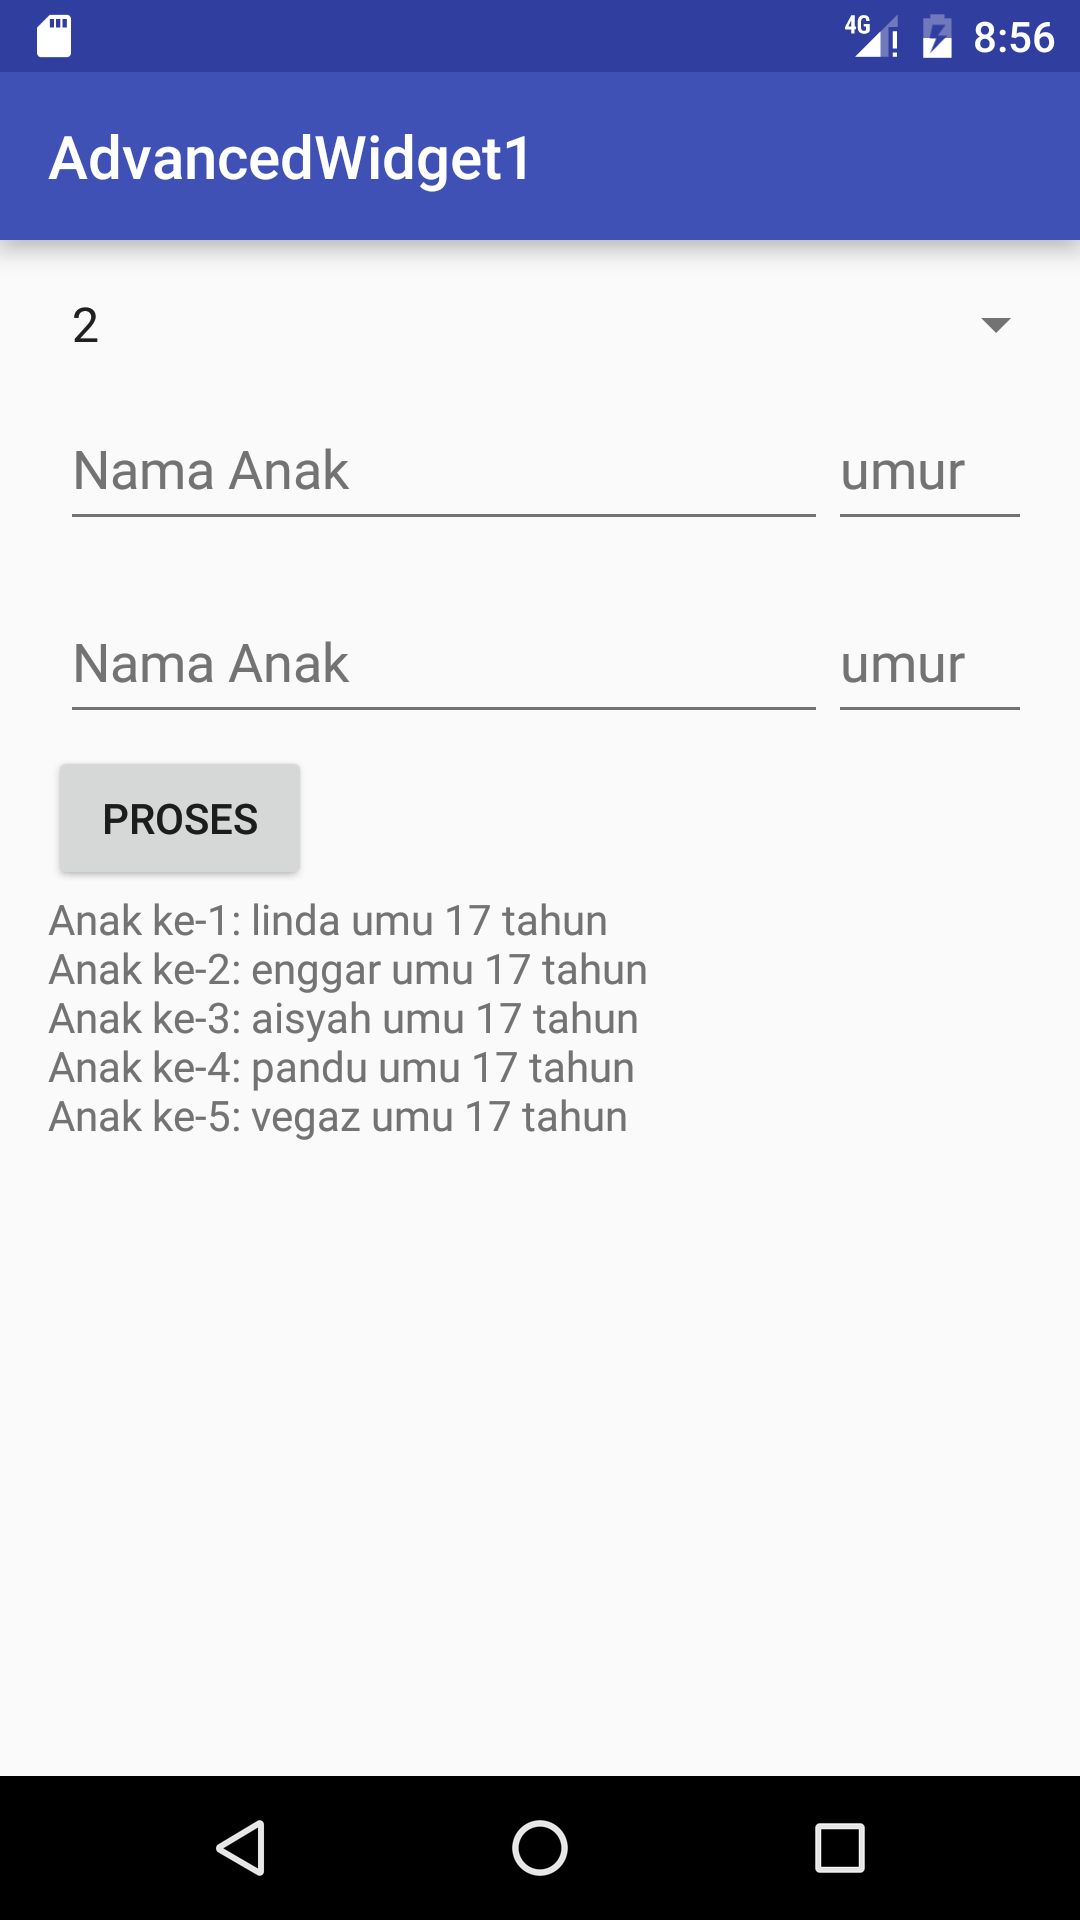 4G 8:56
AdvancedWidget1
2
Nama Anak umur
Nama Anak umur
PROSES
Anak ke-1: linda umu 17 tahun
Anak ke-2: enggar umu 17 tahun
Anak ke-3: aisyah umu 17 tahun
Anak ke-4: pandu umu 17 tahun
Anak ke-5: vegaz umu 17 tahun